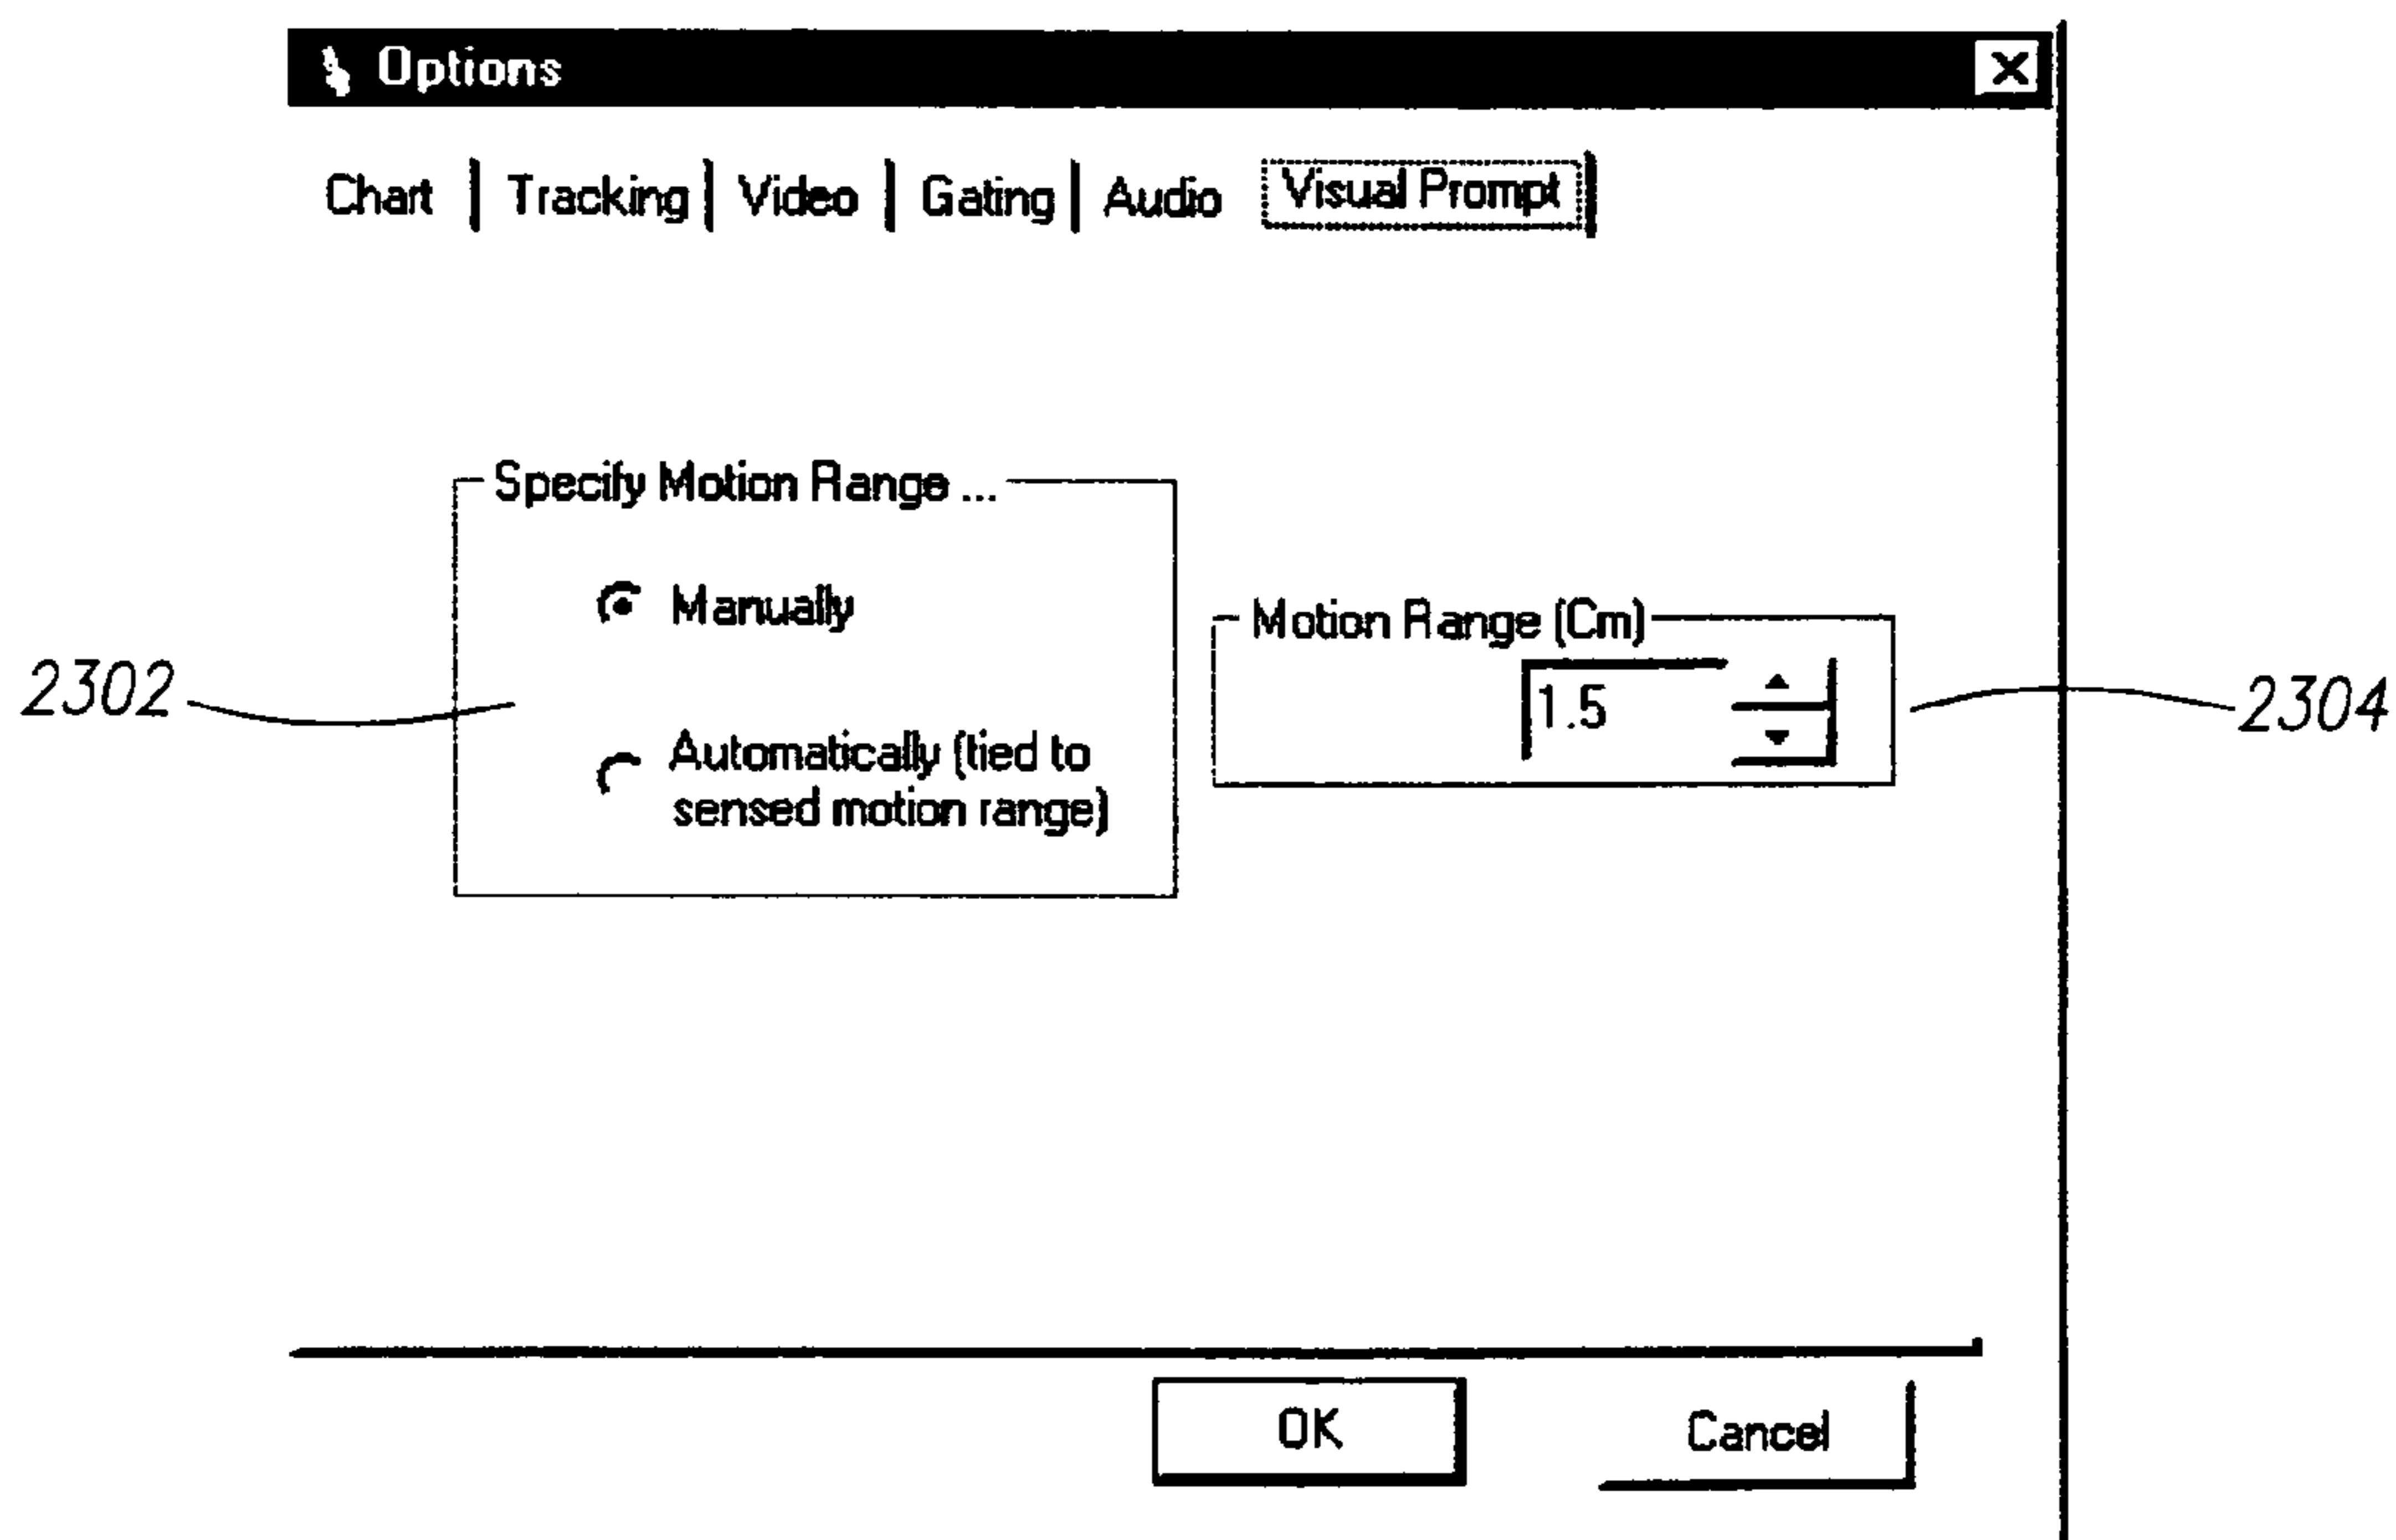 Options
Chart Tracking Video Gating Audio Visual Prompt
Specify Motion Range ...
Manually
Motion Range (Cm)
1.5
2302
2304
Automatically (tied to
sensed motion range)
OK Cancel